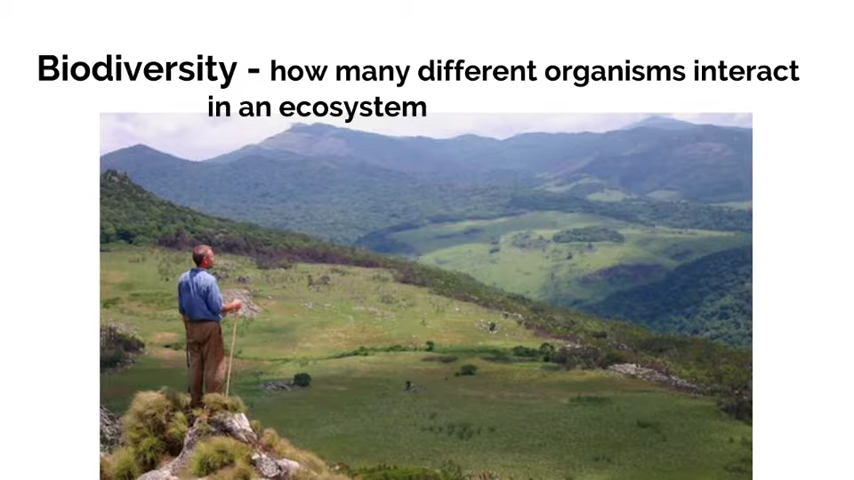 Biodiversity - how many different organisms interact
in an ecosystem